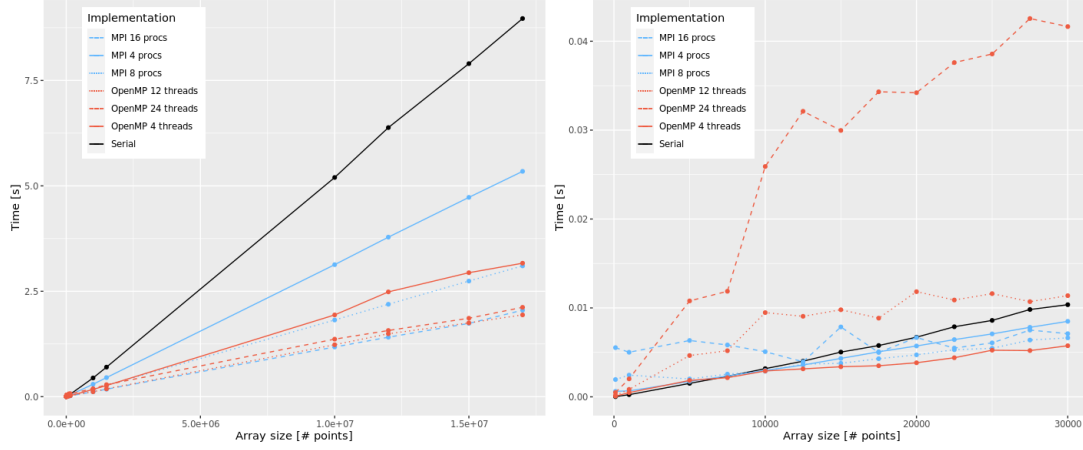 Implementation
MPI 16 procs
MPI 4 procs
MPI 8 procs
OpenMP 12 threads
OpenMP 24 threads
OpenMP 4 threads
Serial
Time [s]
7.5
5.0
2.5
0.0
0.0e+00
5.0e+06
1.0e+07
1.5e+07
Array size [# points]
Implementation
MPI 16 procs
MPI 4 procs
MPI 8 procs
OpenMP 12 threads
OpenMP 24 threads
OpenMP 4 threads
Serial
Time [s]
0.04
0.03
0.02
0.01
0.00
0
10000
20000
30000
Array size [# points]